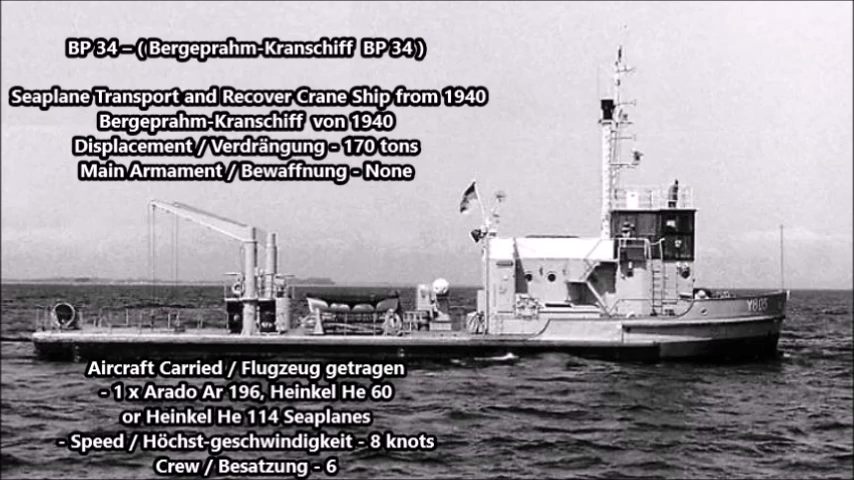 BP 34 – ( Bergeprahm-Kranschiff BP 34 )
Seaplane Transport and Recover Crane Ship from 1940
Bergeprahm-Kranschiff von 1940
Displacement / Verdrängung - 170 tons
Main Armament / Bewaffnung - None
Y805
Aircraft Carried / Flugzeug getragen
- 1 x Arado Ar 196, Heinkel He 60
or Heinkel He 114 Seaplanes
- Speed / Höchst-geschwindigkeit - 8 knots
Crew / Besatzung - 6